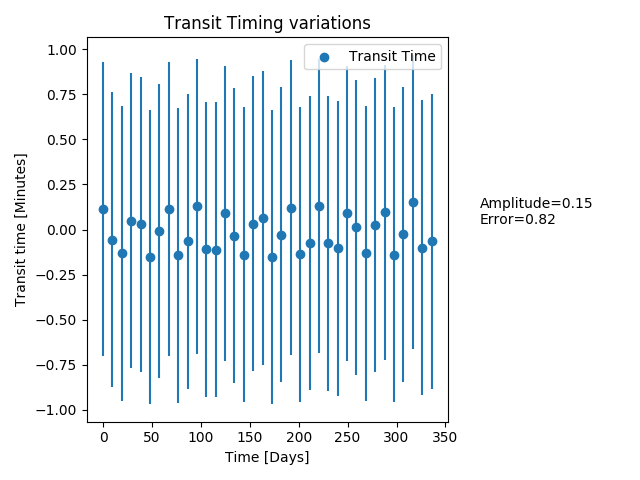 Transit Timing variations
Transit Time
Transit time [Minutes]
1.00
0.75
0.50
0.25
0.00
−0.25
−0.50
−0.75
−1.00
0 50 100 150 200 250 300 350
Time [Days]
Amplitude=0.15
Error=0.82